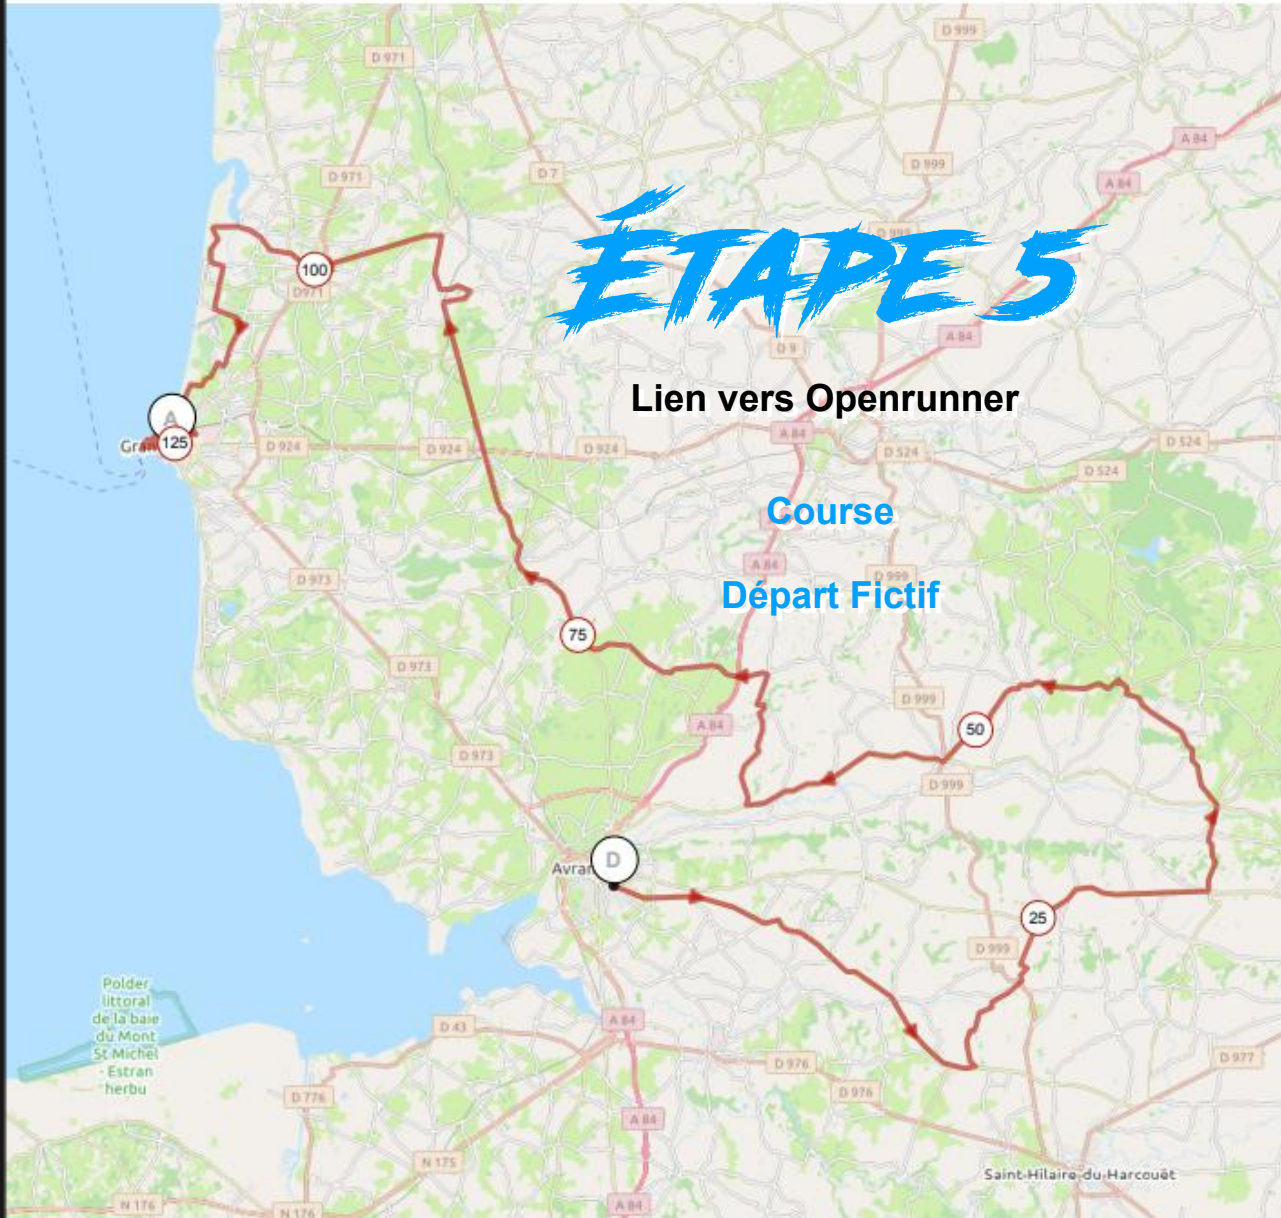 D 999
D 971
A 84
D 999
A 84
D 971
D 7
ÉTAPE 5
D 999
100
D971
A 84
D 9
Lien vers Openrunner
A
Gran
125
D 924
D 924
D 924
A 84
D 524
D 524
D 524
Course
A 84
D 999
D 973
Départ Fictif
75
D 973
D 999
A 84
50
D 973
D 999
Avran
D
25
D 999
Polder
littoral
de la baie
du Mont
St Michel
- Estran
herbu
D 43
A 84
D 976
D 977
D 776
D 976
A 84
N 175
Saint-Hilaire-du-Harcouët
N 176
N 176
A 84